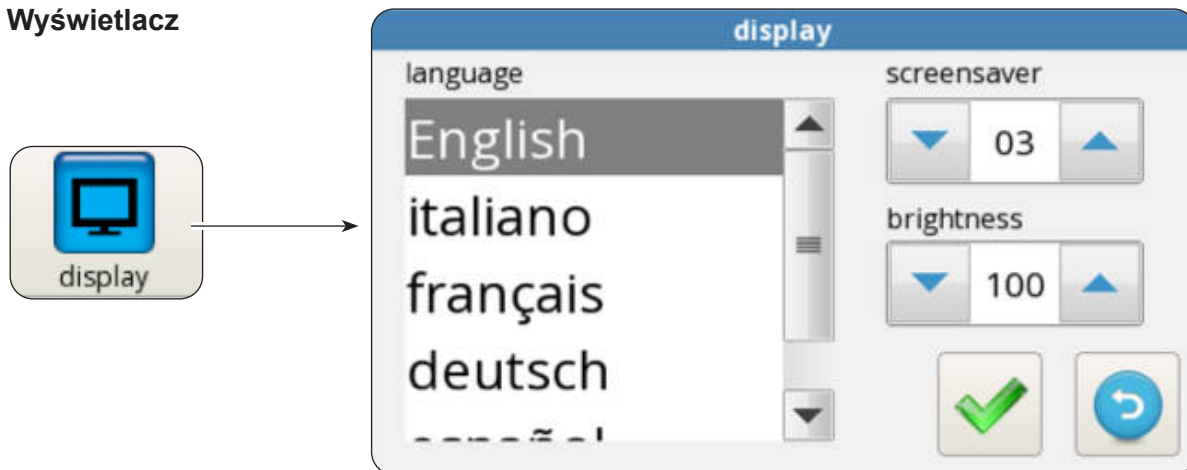 Wyświetlacz
display
display
language
English
italiano
français
deutsch
screensaver
03
brightness
100